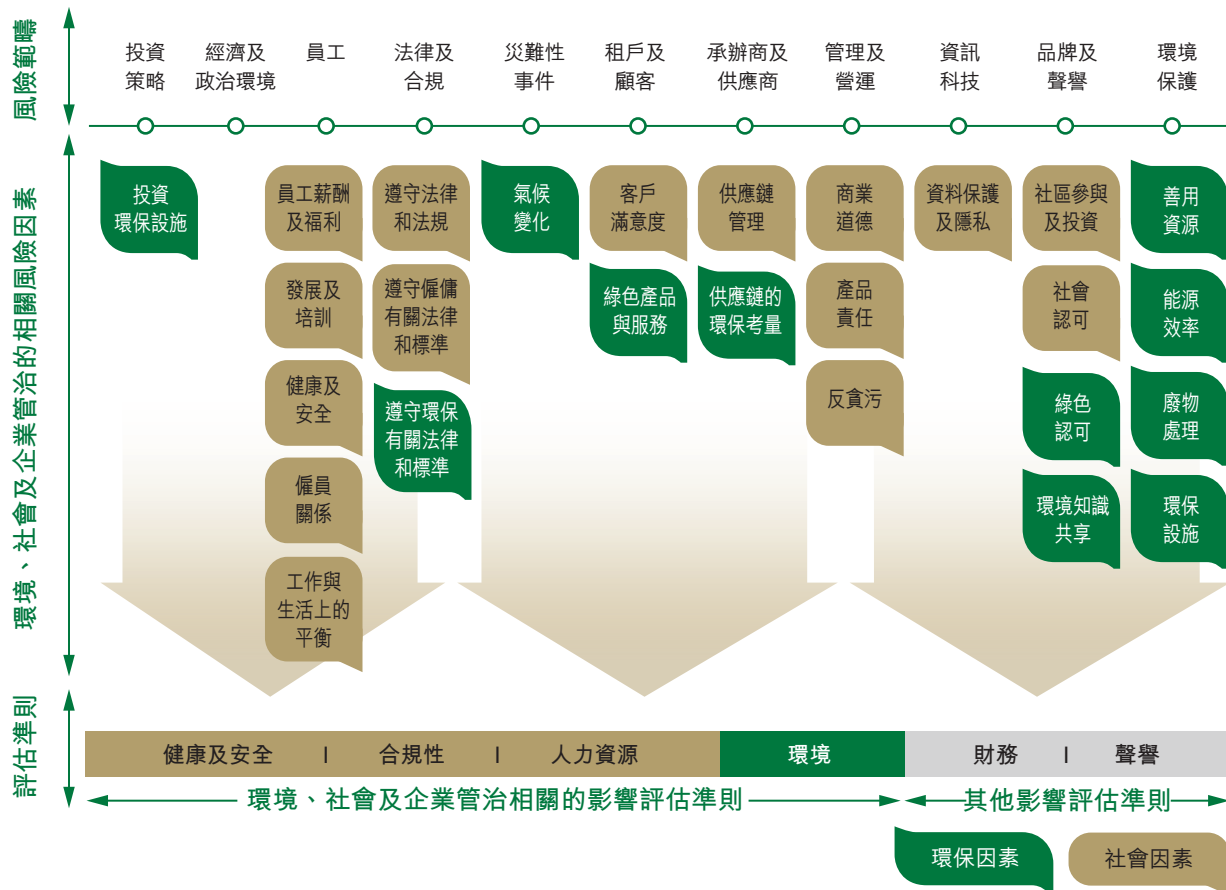 風險範疇
投資
策略
經濟及
政治環境
員工
法律及
合規
災難性
事件
租戶及
顧客
承辦商及
供應商
管理及
營運
資訊
科技
品牌及
聲譽
環境
保護
環境、社會及企業管治的相關風險因素
投資
環保設施
員工薪酬
及福利
發展及
培訓
健康及
安全
僱員
關係
工作與
生活上的
平衡
遵守法律
和法規
遵守僱傭
有關法律
和標準
遵守環保
有關法律
和標準
氣候
變化
客戶
滿意度
綠色產品
與服務
供應鏈
管理
供應鏈的
環保考量
商業
道德
產品
責任
反貪污
資料保護
及隱私
社區參與
及投資
社會
認可
綠色
認可
環境知識
共享
善用
資源
能源
效率
廢物
處理
環保
設施
評估準則
健康及安全 I 合規性 I 人力資源 環境 財務 I 聲譽
環境、社會及企業管治相關的影響評估準則 其他影響評估準則
環保因素 社會因素